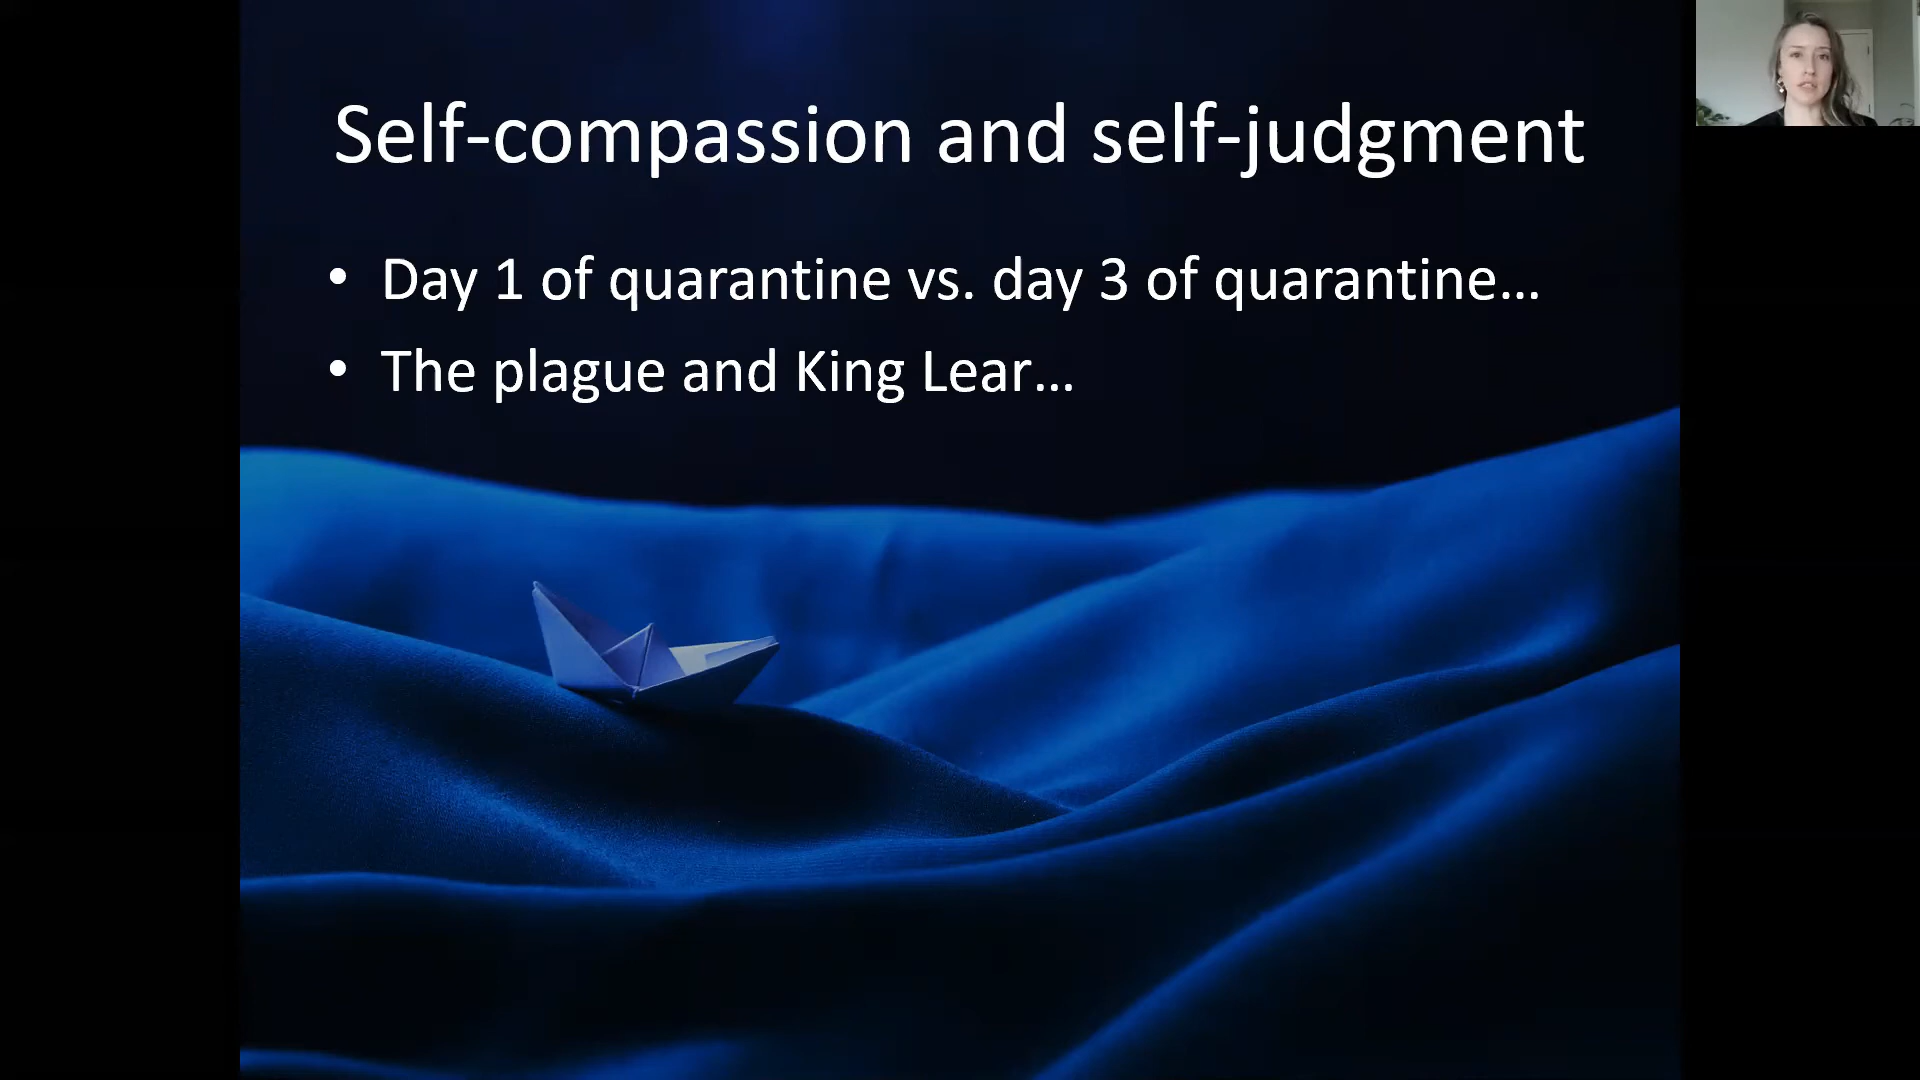 Self-compassion and self-judgment
• Day 1 of quarantine vs. day 3 of quarantine…
• The plague and King Lear…